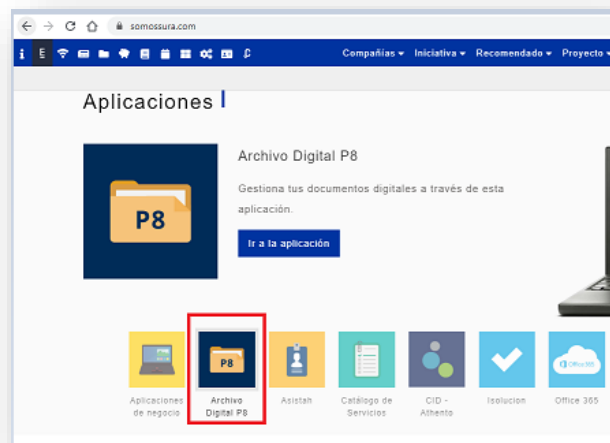 somossura.com
Compañías Iniciativa Recomendado Proyecto
Aplicaciones
Archivo Digital P8
Gestiona tus documentos digitales a través de esta
aplicación.
P8
Ir a la aplicación
P8
Office 365
Aplicaciones
de negocio
Archivo
Digital P8
Asistah
Catálogo de
Servicios
CID -
Athento
Isolucion
Office 365